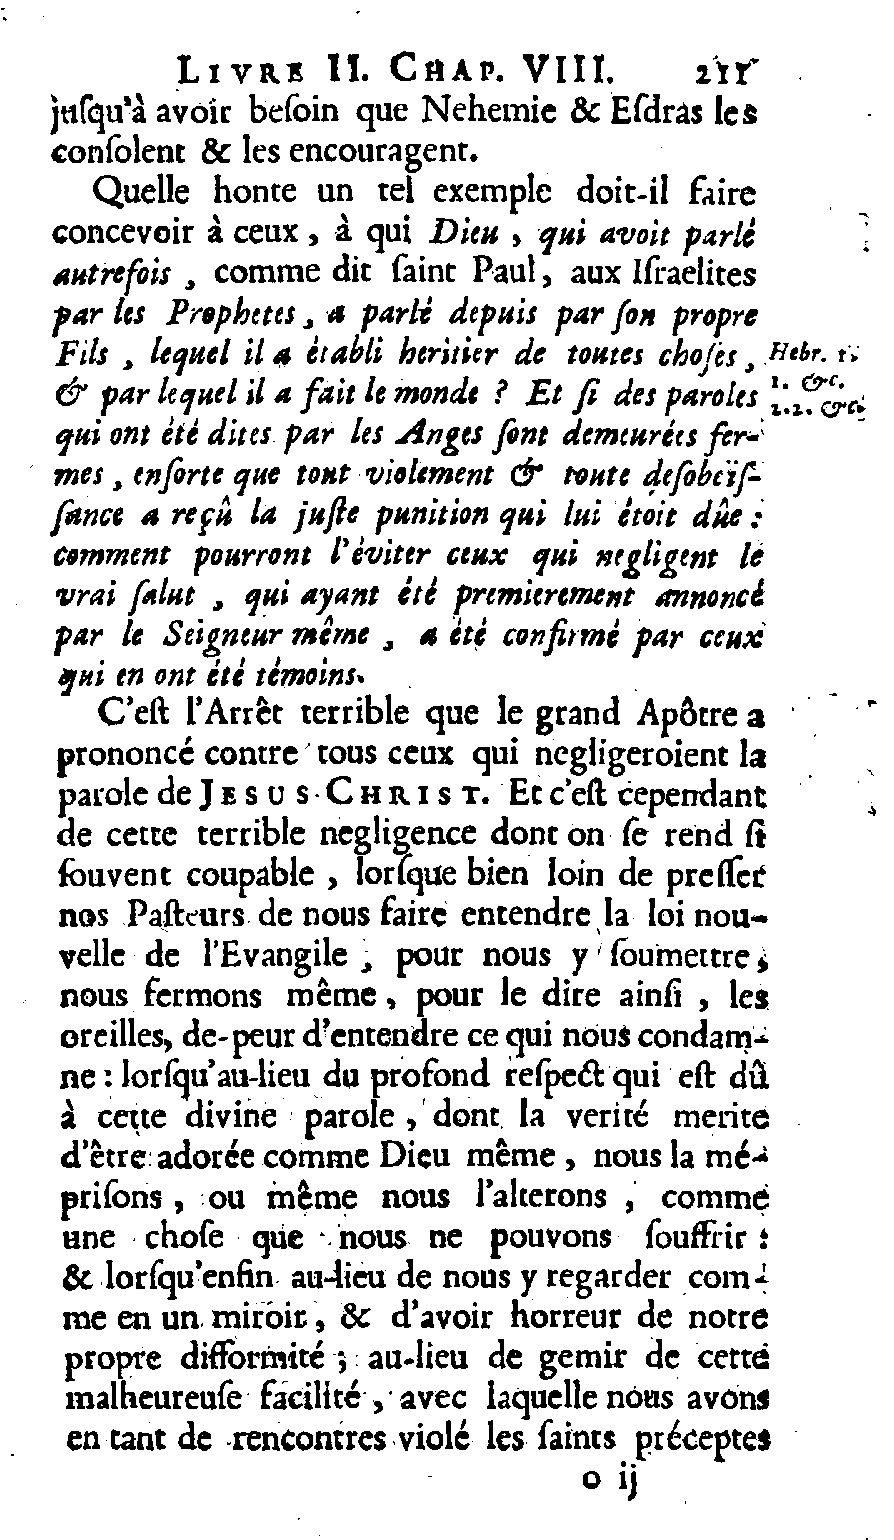 LIVRE II. CHAP. VIII. 211
juſqu'à avoir beſoin que Nehemie & Eſdras les
conſolent & les encouragent.
Quelle honte un tel exemple doit-il faire
concevoir à ceux, à qui Dieu, qui avoit parlé
autrefois, comme dit ſaint Paul, aux Iſraelites
par les Prophetes, a parlé depuis par ſon propre
Fils, lequel il a établi heritier de toutes choſes,
Hebr. 1.
& par lequel il a fait le monde ? Et ſi des paroles
1. &c.
2.2. &c.
qui ont été dites par les Anges ſont demeurées fer-
mes, enſorte que tout violement & toute deſobeïſ-
ſance a reçû la juſte punition qui lui étoit dûe :
comment pourront l'éviter ceux qui negligent le
vrai ſalut, qui ayant été premierement annoncé
par le Seigneur même, a été confirmé par ceux
qui en ont été témoins.
C'eſt l'Arrêt terrible que le grand Apôtre a
prononcé contre tous ceux qui negligeroient la
parole de JESUS-CHRIST. Et c'eſt cependant
de cette terrible negligence dont on ſe rend ſi
ſouvent coupable, lorſque bien loin de preſſer
nos Paſteurs de nous faire entendre la loi nou-
velle de l'Evangile, pour nous y ſoumettre,
nous fermons même, pour le dire ainſi, les
oreilles, de-peur d'entendre ce qui nous condam-
ne : lorſqu'au-lieu du profond reſpect qui eſt dû
à cette divine parole, dont la verité merite
d'être adorée comme Dieu même, nous la mé-
priſons, ou même nous l'alterons, comme
une choſe que nous ne pouvons ſouffrir :
& lorſqu'enfin au-lieu de nous y regarder com-
me en un miroir, & d'avoir horreur de notre
propre difformité ; au-lieu de gemir de cette
malheureuſe facilité, avec laquelle nous avons
en tant de rencontres violé les ſaints préceptes
o ij